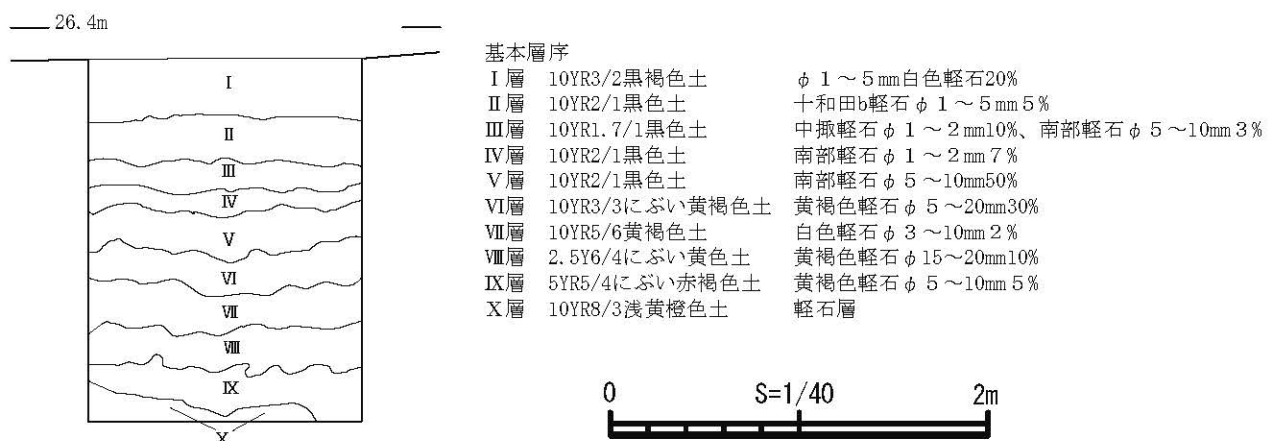 26.4m
Ⅰ
Ⅱ
Ⅲ
Ⅳ
Ⅴ
Ⅵ
Ⅶ
Ⅷ
Ⅸ
Ⅹ
基本層序
Ⅰ層 10YR3/2黒褐色土 φ1~5mm白色軽石20%
Ⅱ層 10YR2/1黒色土 十和田b軽石φ1~5mm5%
Ⅲ層 10YR1.7/1黒色土 中掫軽石φ1~2mm10%、南部軽石φ5~10mm3%
Ⅳ層 10YR2/1黒色土 南部軽石φ1~2mm7%
Ⅴ層 10YR2/1黒色土 南部軽石φ5~10mm50%
Ⅵ層 10YR3/3にぶい黄褐色土 黄褐色軽石φ5~20mm30%
Ⅶ層 10YR5/6黄褐色土 白色軽石φ3~10mm2%
Ⅷ層 2.5Y6/4にぶい黄色土 黄褐色軽石φ15~20mm10%
Ⅸ層 5YR5/4にぶい赤褐色土 黄褐色軽石φ5~10mm5%
Ⅹ層 10YR8/3浅黄橙色土 軽石層
0 S=1/40 2m